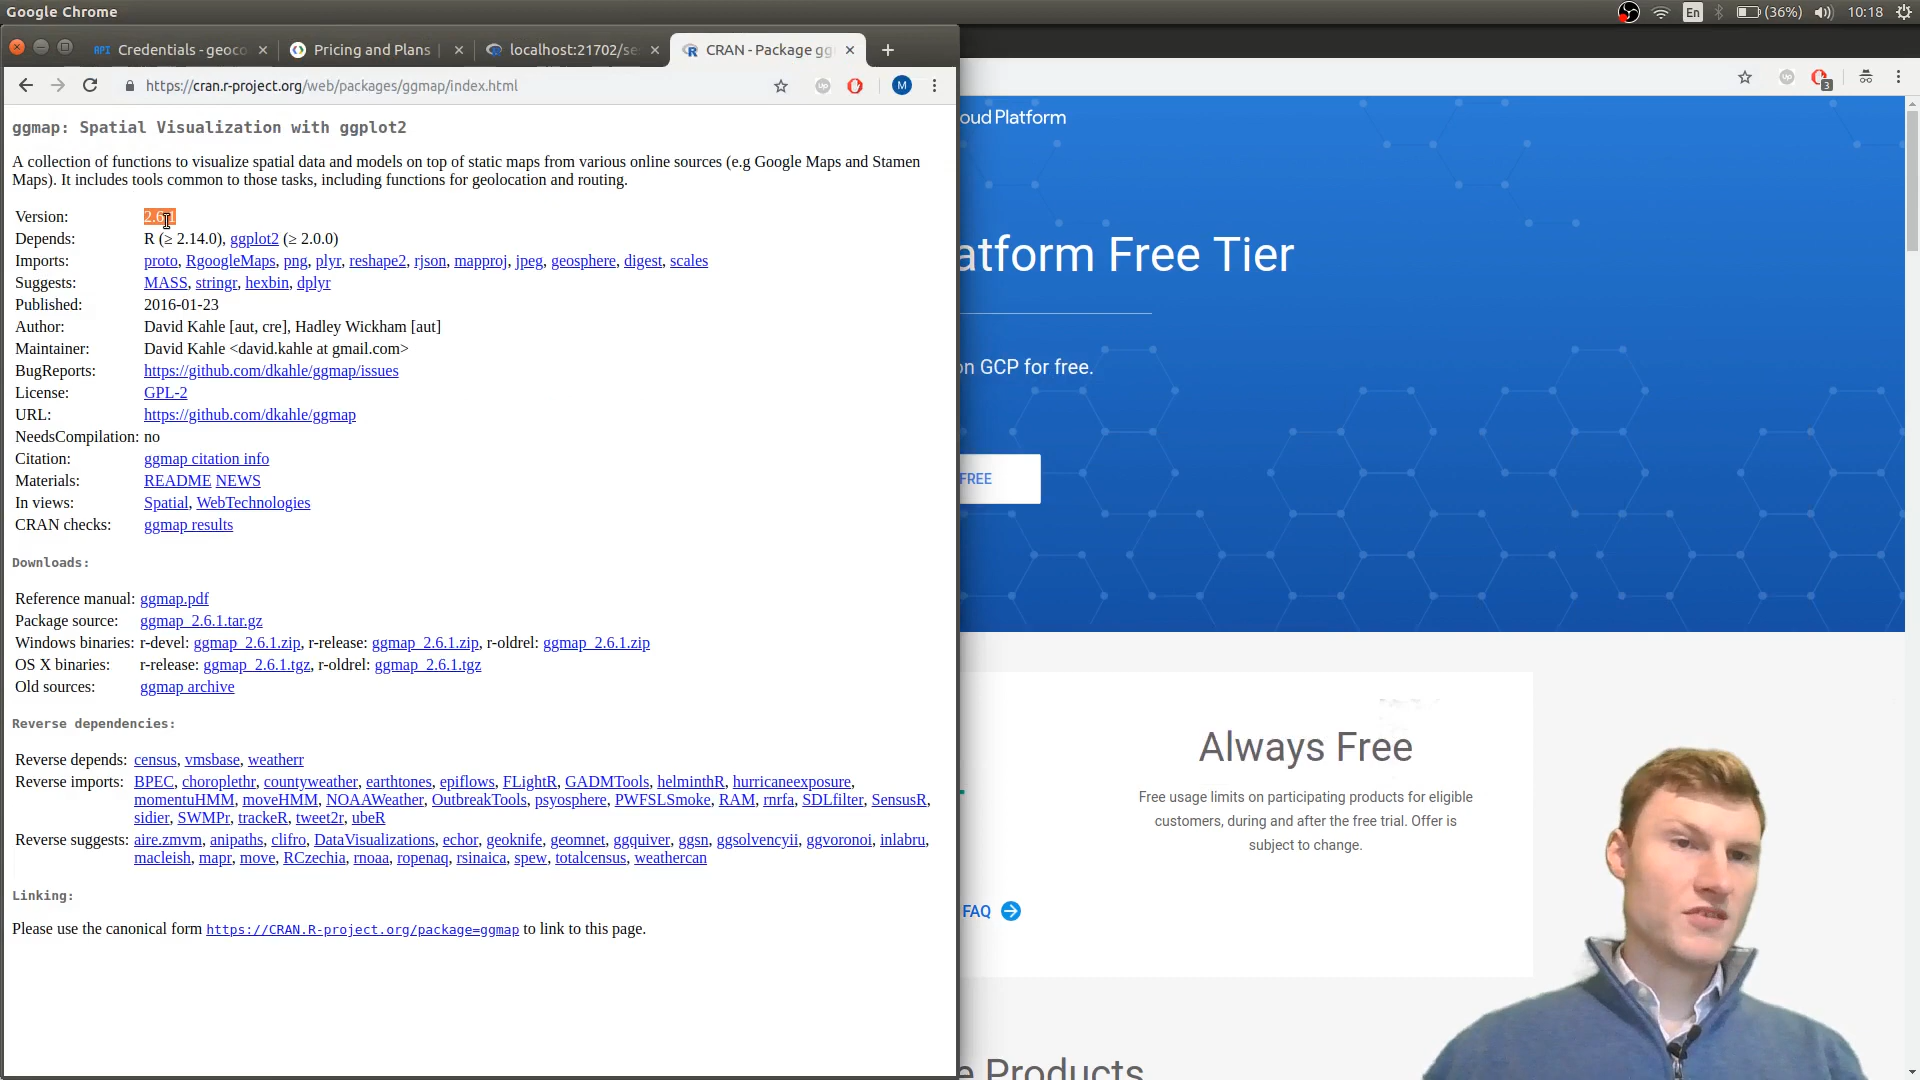 Google Chrome
En
(36%)
10:18
API Credentials - geoco
Pricing and Plans
localhost:21702/se
CRAN - Package gg
https://cran.r-project.org/web/packages/ggmap/index.html
M
3
ggmap: Spatial Visualization with ggplot2
A collection of functions to visualize spatial data and models on top of static maps from various online sources (e.g Google Maps and Stamen
Maps). It includes tools common to those tasks, including functions for geolocation and routing.
Version: 2.6.1
Depends: R (≥ 2.14.0), ggplot2 (≥ 2.0.0)
Imports: proto, RgoogleMaps, png, plyr, reshape2, rjson, mapproj, jpeg, geosphere, digest, scales
Suggests: MASS, stringr, hexbin, dplyr
Published: 2016-01-23
Author: David Kahle [aut, cre], Hadley Wickham [aut]
Maintainer: David Kahle <david.kahle at gmail.com>
BugReports: https://github.com/dkahle/ggmap/issues
License: GPL-2
URL: https://github.com/dkahle/ggmap
NeedsCompilation: no
Citation: ggmap citation info
Materials: README NEWS
In views: Spatial, WebTechnologies
CRAN checks: ggmap results
Downloads:
Reference manual: ggmap.pdf
Package source: ggmap_2.6.1.tar.gz
Windows binaries: r-devel: ggmap_2.6.1.zip, r-release: ggmap_2.6.1.zip, r-oldrel: ggmap_2.6.1.zip
OS X binaries: r-release: ggmap_2.6.1.tgz, r-oldrel: ggmap_2.6.1.tgz
Old sources: ggmap archive
Reverse dependencies:
Reverse depends: census, vmsbase, weatherr
Reverse imports: BPEC, choroplethr, countyweather, earthtones, epiflows, FLightR, GADMTools, helminthR, hurricaneexposure,
momentuHMM, moveHMM, NOAAWeather, OutbreakTools, psyosphere, PWFSLSmoke, RAM, rnrfa, SDLfilter, SensusR,
sidier, SWMPr, trackeR, tweet2r, ubeR
Reverse suggests: aire.zmvm, anipaths, clifro, DataVisualizations, echor, geoknife, geomnet, ggquiver, ggsn, ggsolvencyii, ggvoronoi, inlabru,
macleish, mapr, move, RCzechia, rnoaa, ropenaq, rsinaica, spew, totalcensus, weathercan
Linking:
Please use the canonical form https://CRAN.R-project.org/package=ggmap to link to this page.
oud Platform
atform Free Tier
on GCP for free.
FREE
Always Free
Free usage limits on participating products for eligible
customers, during and after the free trial. Offer is
subject to change.
FAQ
e Products